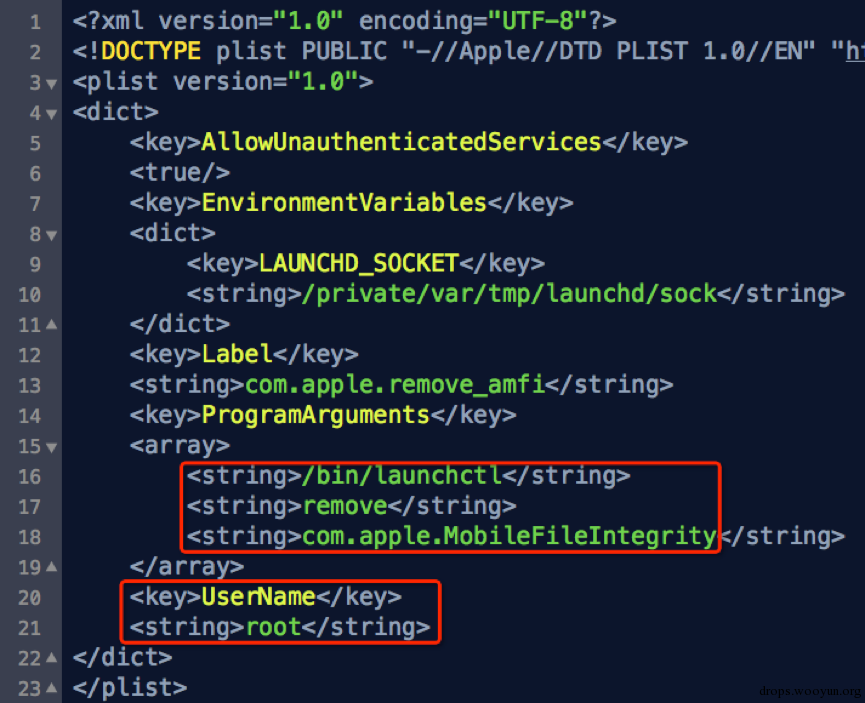 1 <?xml version="1.0" encoding="UTF-8"?>
2 <!DOCTYPE plist PUBLIC "-//Apple//DTD PLIST 1.0//EN" "ht
3 <plist version="1.0">
4 <dict>
5 <key>AllowUnauthenticatedServices</key>
6 <true/>
7 <key>EnvironmentVariables</key>
8 <dict>
9 <key>LAUNCHD_SOCKET</key>
10 <string>/private/var/tmp/launchd/sock</string>
11 </dict>
12 <key>Label</key>
13 <string>com.apple.remove_amfi</string>
14 <key>ProgramArguments</key>
15 <array>
16 <string>/bin/launchctl</string>
17 <string>remove</string>
18 <string>com.apple.MobileFileIntegrity</string>
19 </array>
20 <key>UserName</key>
21 <string>root</string>
22 </dict>
23 </plist>
drops.wooyun.org